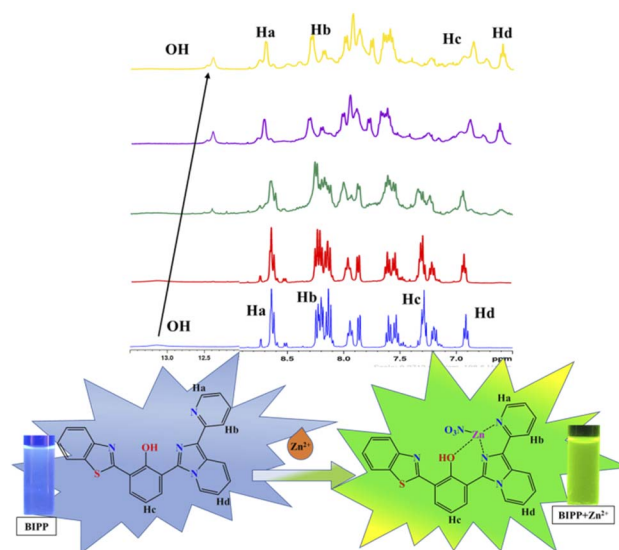 Ha
Hb
Hc
Hd
OH
Ha
Hb
Hc
Hd
OH
13.0
12.5
8.5
8.0
7.5
7.0
ppm
Ha
N
Hb
OH
N
N
N
S
Hc
Hd
BIPP
Zn²⁺
Ha
O₃N
Zn
N
Hb
HO
N
N
N
S
Hc
Hd
BIPP+Zn²⁺